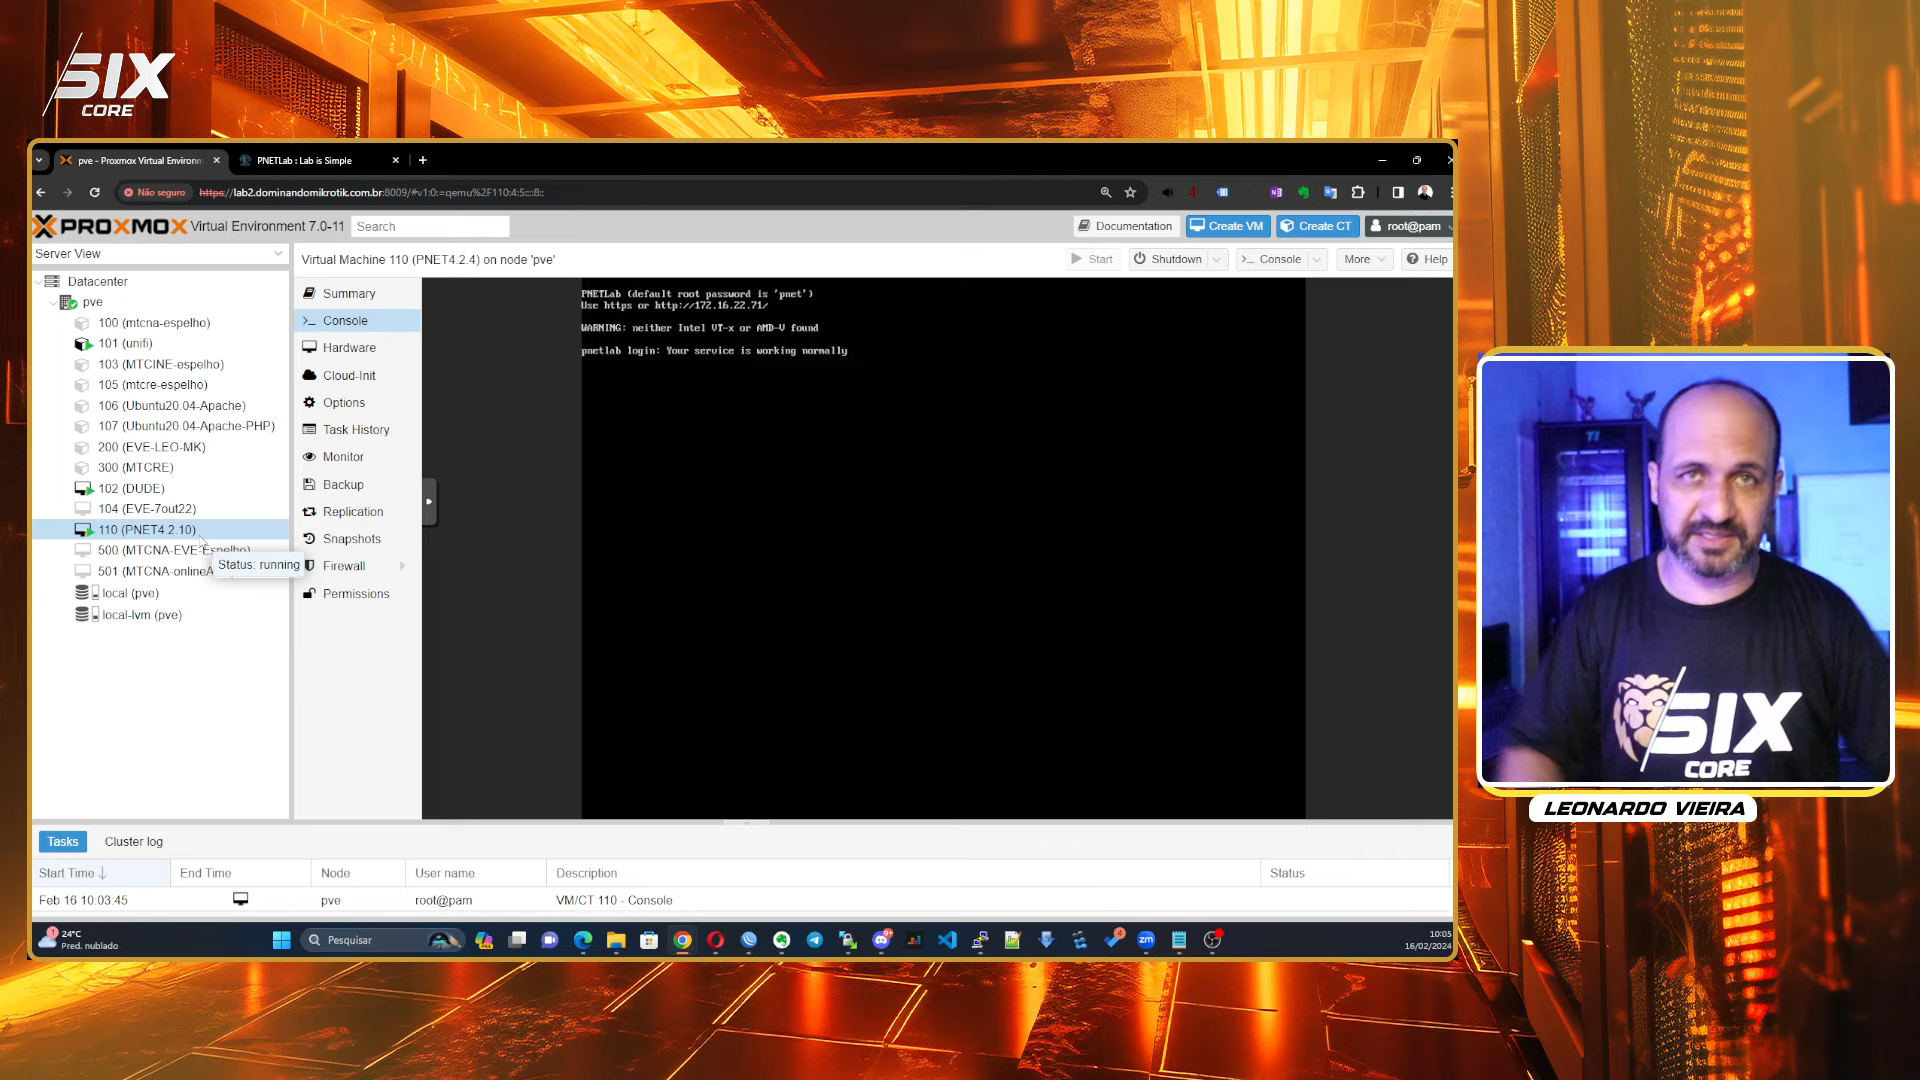 SIX
CORE
pve - Proxmox Virtual Environm
PNETLab : Lab is Simple
Não seguro
https://lab2.dominandomikrotik.com.br:8009/#v1:0:=qemu%2F110:4:5::::8::
PROXMOX Virtual Environment 7.0-11
Search
Documentation
Create VM
Create CT
root@pam
Server View
Virtual Machine 110 (PNET4.2.4) on node 'pve'
Start
Shutdown
Console
More
Help
Datacenter
pve
100 (mtcna-espelho)
101 (unifi)
103 (MTCINE-espelho)
105 (mtcre-espelho)
106 (Ubuntu20.04-Apache)
107 (Ubuntu20.04-Apache-PHP)
200 (EVE-LEO-MK)
300 (MTCRE)
102 (DUDE)
104 (EVE-7out22)
110 (PNET4.2.10)
500 (MTCNA-EVE-Espelho)
501 (MTCNA-onlineA
local (pve)
local-lvm (pve)
Status: running
Summary
Console
Hardware
Cloud-Init
Options
Task History
Monitor
Backup
Replication
Snapshots
Firewall
Permissions
PNETLab (default root password is 'pnet')
Use https or http://172.16.22.71/
WARNING: neither Intel VT-x or AMD-V found
pnetlab login: Your service is working normally
Tasks
Cluster log
Start Time
End Time
Node
User name
Description
Status
Feb 16 10:03:45
pve
root@pam
VM/CT 110 - Console
1
24°C
Pred. nublado
Pesquisar
9+
4
zm
10:05
16/02/2024
SIX
CORE
LEONARDO VIEIRA